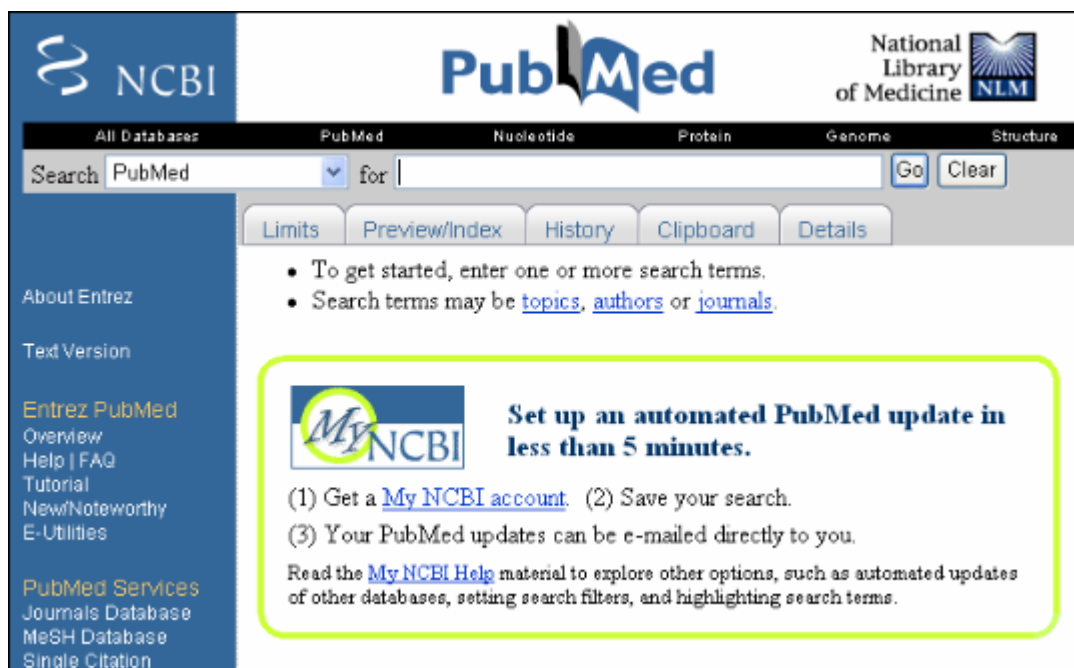 NCBI
PubMed
National
Library
of Medicine NLM
All Databases PubMed Nucleotide Protein Genome Structure
Search PubMed for Go Clear
Limits Preview/Index History Clipboard Details
• To get started, enter one or more search terms.
• Search terms may be topics, authors or journals.
About Entrez
Text Version
Entrez PubMed
Overview
Help | FAQ
Tutorial
New/Noteworthy
E-Utilities
PubMed Services
Journals Database
MeSH Database
Single Citation
My NCBI
Set up an automated PubMed update in
less than 5 minutes.
(1) Get a My NCBI account. (2) Save your search.
(3) Your PubMed updates can be e-mailed directly to you.
Read the My NCBI Help material to explore other options, such as automated updates
of other databases, setting search filters, and highlighting search terms.